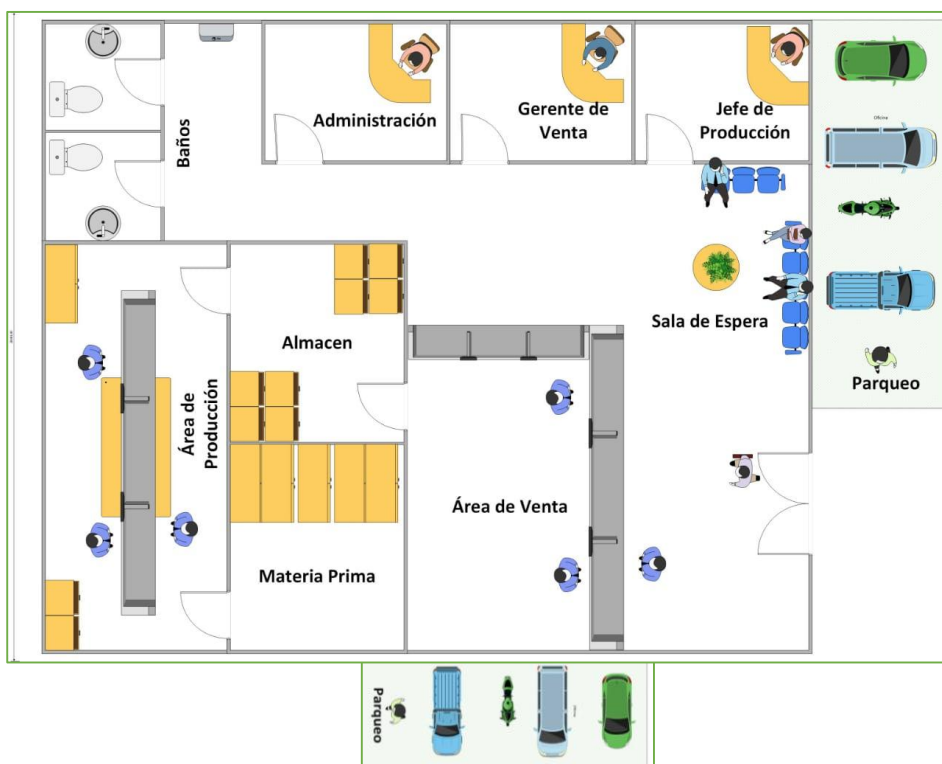 Baños
Administración
Gerente de
Venta
Jefe de
Producción
Oficina
Sala de Espera
Parqueo
Almacen
Área de
Producción
Área de Venta
Materia Prima
Parqueo